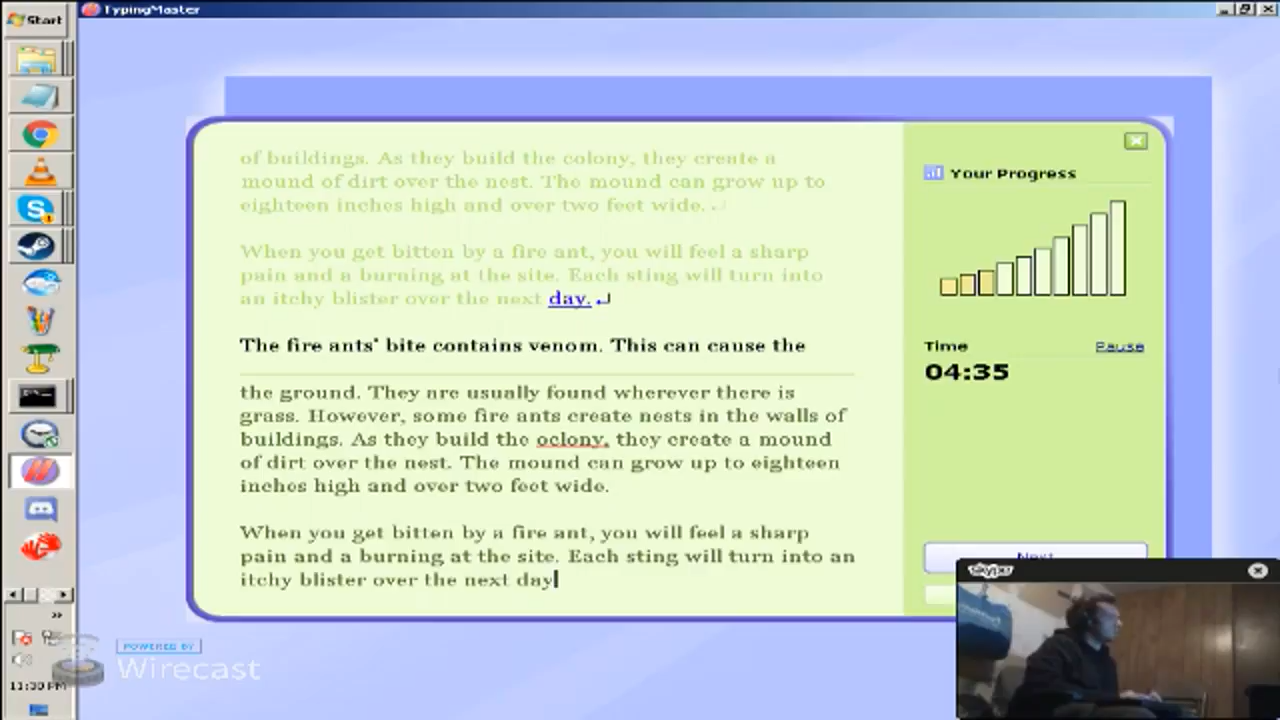 Start
TypingMaster
of buildings. As they build the colony, they create a
mound of dirt over the nest. The mound can grow up to
eighteen inches high and over two feet wide.
When you get bitten by a fire ant, you will feel a sharp
pain and a burning at the site. Each sting will turn into
an itchy blister over the next day.
The fire ants' bite contains venom. This can cause the
the ground. They are usually found wherever there is
grass. However, some fire ants create nests in the walls of
buildings. As they build the oclony, they create a mound
of dirt over the nest. The mound can grow up to eighteen
inches high and over two feet wide.
When you get bitten by a fire ant, you will feel a sharp
pain and a burning at the site. Each sting will turn into an
itchy blister over the next day
Your Progress
Time
Pause
04:35
Next
POWERED BY
Wirecast
11:30 PM